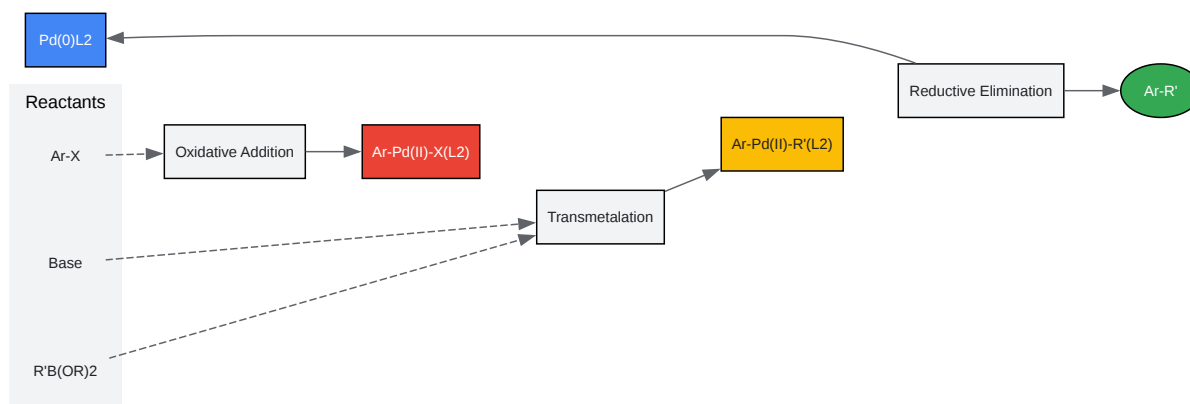 Pd(0)L2
Reactants
Ar-X
Oxidative Addition
Ar-Pd(II)-X(L2)
Base
R'B(OR)2
Transmetalation
Ar-Pd(II)-R'(L2)
Reductive Elimination
Ar-R'